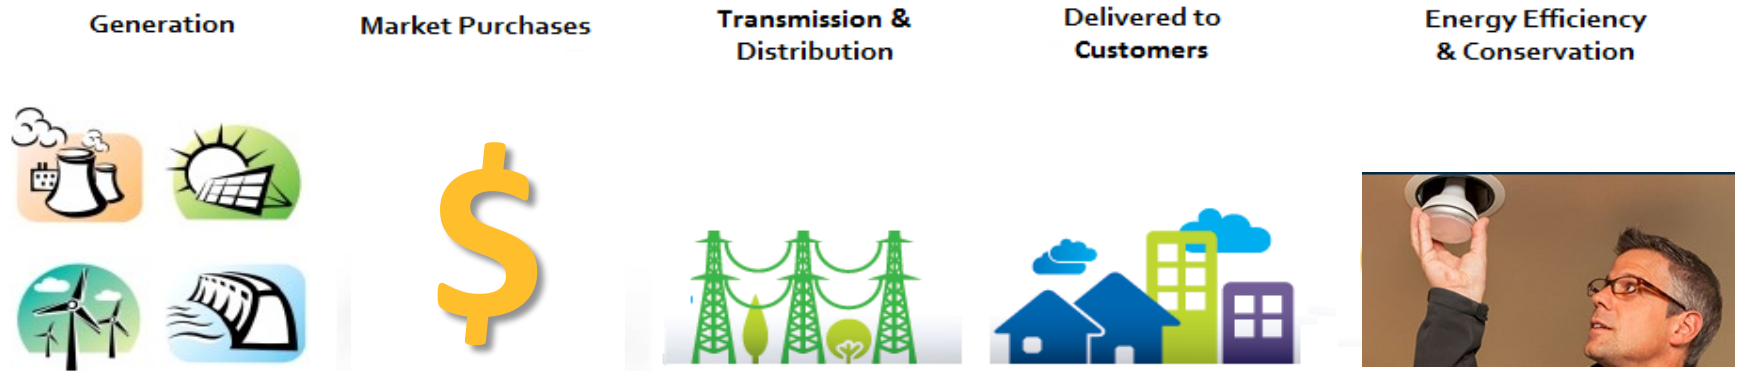 Generation
Market Purchases
Transmission &
Distribution
Delivered to
Customers
Energy Efficiency
& Conservation
$